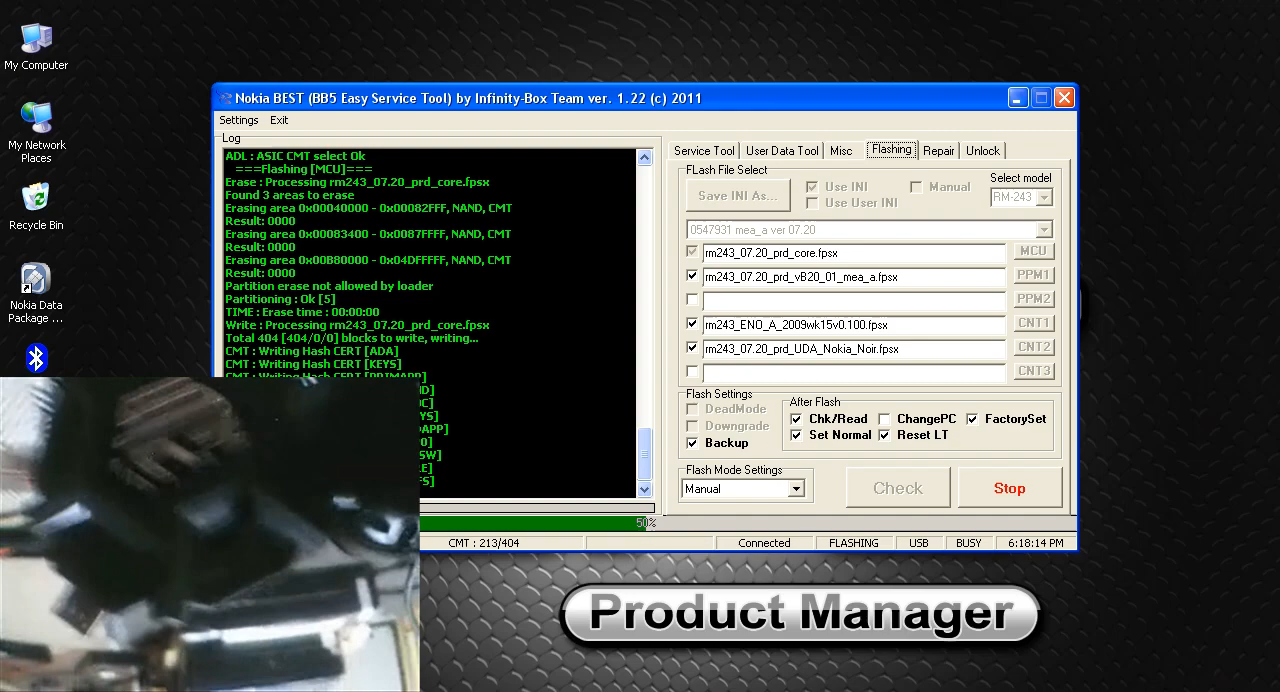 My Computer
My Network
Places
Recycle Bin
Nokia Data
Package ...
Nokia BEST (BB5 Easy Service Tool) by Infinity-Box Team ver. 1.22 (c) 2011
Settings Exit
Log
ADL : ASIC CMT select Ok
===Flashing [MCU]===
Erase : Processing rm243_07.20_prd_core.fpsx
Found 3 areas to erase
Erasing area 0x00040000 - 0x00082FFF, NAND, CMT
Result: 0000
Erasing area 0x00083400 - 0x0087FFFF, NAND, CMT
Result: 0000
Erasing area 0x00B80000 - 0x04DFFFFF, NAND, CMT
Result: 0000
Partition erase not allowed by loader
Partitioning : Ok [5]
TIME : Erase time : 00:00:00
Write : Processing rm243_07.20_prd_core.fpsx
Total 404 [404/0/0] blocks to write, writing...
CMT : Writing Hash CERT [ADA]
CMT : Writing Hash CERT [KEYS]
CMT : Writing Hash CERT [PRIMAPP]
Service Tool User Data Tool Misc Flashing Repair Unlock
FLash File Select
Save INI As...
Use INI
Manual
Use User INI
Select model
RM-243
0547931 mea_a ver 07.20
rm243_07.20_prd_core.fpsx MCU
rm243_07.20_prd_vB20_01_mea_a.fpsx PPM1
PPM2
rm243_ENO_A_2009wk15v0.100.fpsx CNT1
rm243_07.20_prd_UDA_Nokia_Noir.fpsx CNT2
CNT3
Flash Settings
DeadMode
Downgrade
Backup
After Flash
Chk/Read ChangePC FactorySet
Set Normal Reset LT
Flash Mode Settings
Manual
Check
Stop
50%
CMT : 213/404 Connected FLASHING USB BUSY 6:18:14 PM
Product Manager